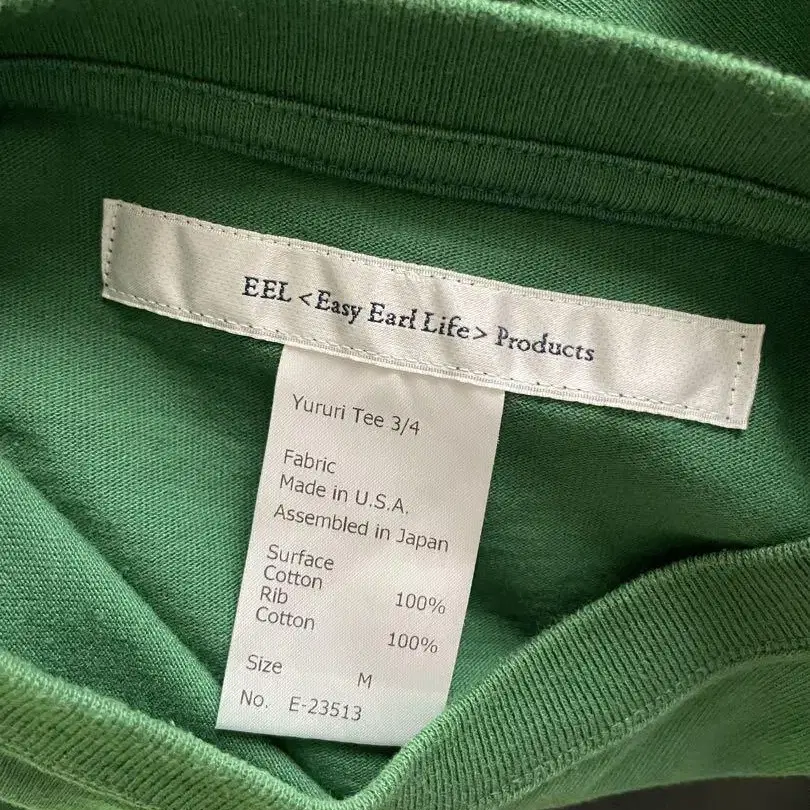 EEL <Easy Earl Life> Products
Yururi Tee 3/4
Fabric
Made in U.S.A.
Assembled in Japan
Surface
Cotton 100%
Rib
Cotton 100%
Size M
No. E-23513